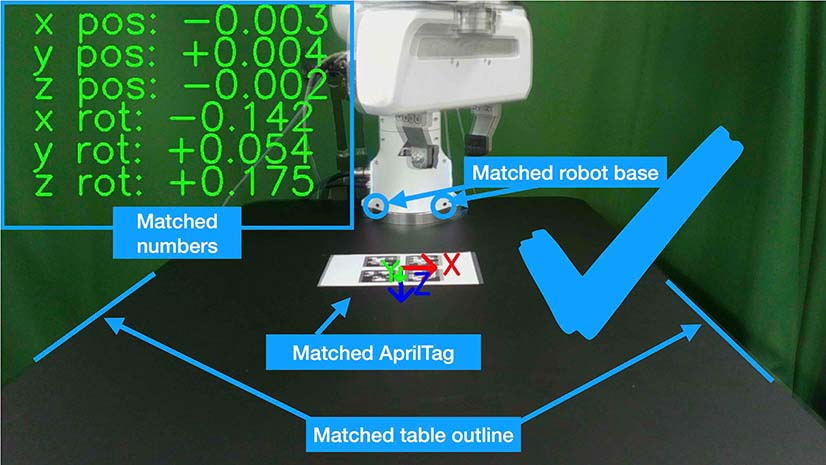 x pos: -0.003
y pos: +0.004
z pos: -0.002
x rot: -0.142
y rot: +0.054
z rot: +0.175
Matched robot base
Matched
numbers
X
Y
Z
Matched AprilTag
Matched table outline